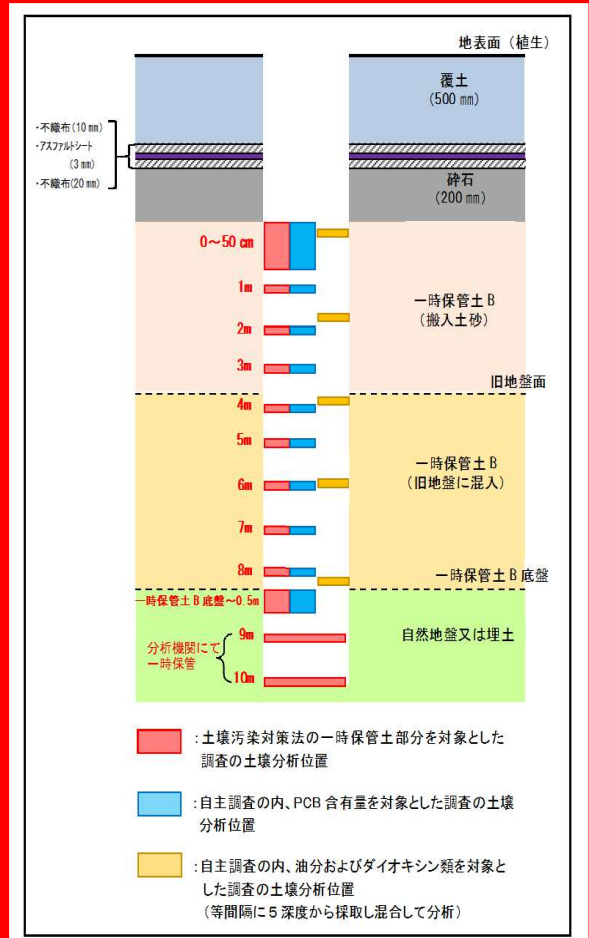 地表面（植生）
覆土
(500 mm)
・不織布(10 mm)
・アスファルトシート
(3 mm)
・不織布(20 mm)
砕石
(200 mm)
0～50 cm
1m
2m
3m
一時保管土 B
(搬入土砂)
旧地盤面
4m
5m
6m
7m
8m
一時保管土 B
(旧地盤に混入)
一時保管土 B 底盤
一時保管土 B 底盤～0.5m
分析機関にて
一時保管
9m
10m
自然地盤又は埋土
：土壌汚染対策法の一時保管土部分を対象とした
調査の土壌分析位置
：自主調査の内、PCB 含有量を対象とした調査の土壌
分析位置
：自主調査の内、油分およびダイオキシン類を対象と
した調査の土壌分析位置
（等間隔に５深度から採取し混合して分析）